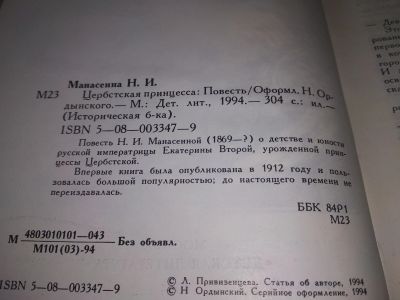 Манасеина Н. И.
М23 Цербстская принцесса: Повесть/Оформл. Н. Ор-
дынского.— М.: Дет. лит., 1994.— 304 с.: ил.—
(Историческая б-ка).
ISBN 5—08—003347—9
Повесть Н. И. Манасеиной (1869—?) о детстве и юности
русской императрицы Екатерины Второй, урожденной принцессы
Цербстской.
Впервые книга была опубликована в 1912 году и поль-
зовалась большой популярностью; до настоящего времени не
переиздавалась.
ББК 84Р1
М23
М 4803010101—043
М101(03)-94 Без объявл.
ISBN 5—08—003347—9
© Л. Привизенцева. Статья об авторе, 1994
© Н Ордынский. Серийное оформление, 1994